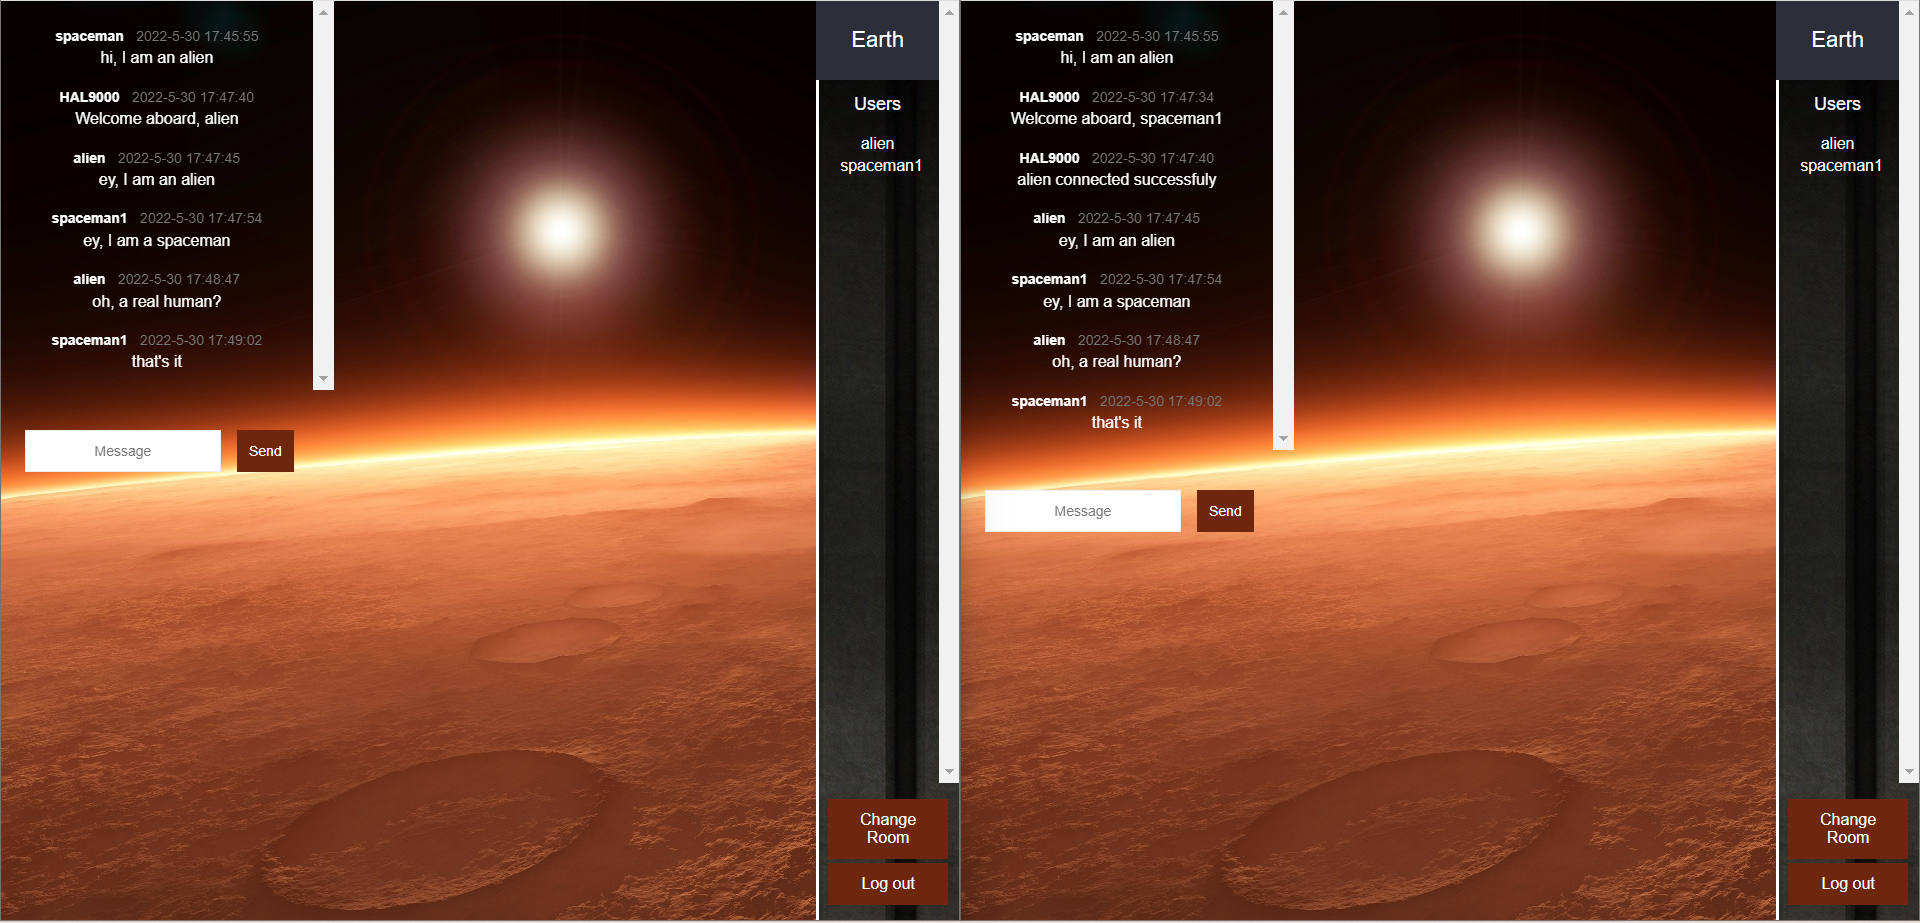 spaceman 2022-5-30 17:45:55
hi, I am an alien
HAL9000 2022-5-30 17:47:40
Welcome aboard, alien
alien 2022-5-30 17:47:45
ey, I am an alien
spaceman1 2022-5-30 17:47:54
ey, I am a spaceman
alien 2022-5-30 17:48:47
oh, a real human?
spaceman1 2022-5-30 17:49:02
that's it
Message
Send
Earth
Users
alien
spaceman1
Change
Room
Log out
spaceman 2022-5-30 17:45:55
hi, I am an alien
HAL9000 2022-5-30 17:47:34
Welcome aboard, spaceman1
HAL9000 2022-5-30 17:47:40
alien connected successfuly
alien 2022-5-30 17:47:45
ey, I am an alien
spaceman1 2022-5-30 17:47:54
ey, I am a spaceman
alien 2022-5-30 17:48:47
oh, a real human?
spaceman1 2022-5-30 17:49:02
that's it
Message
Send
Earth
Users
alien
spaceman1
Change
Room
Log out